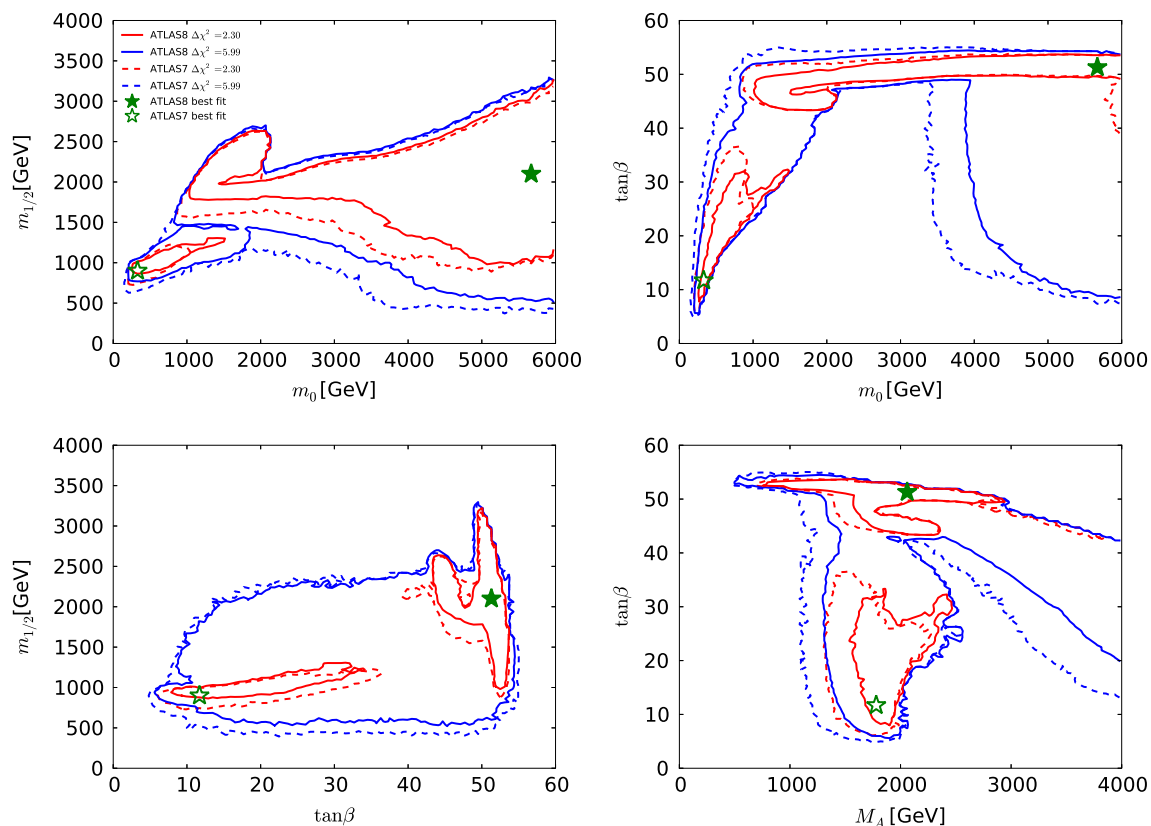 4000
3500
3000
2500
2000
1500
1000
500
0
m1/2[GeV]
ATLAS8 Δχ² =2.30
ATLAS8 Δχ² =5.99
ATLAS7 Δχ² =2.30
ATLAS7 Δχ² =5.99
ATLAS8 best fit
ATLAS7 best fit
0 1000 2000 3000 4000 5000 6000
m0[GeV]
60
50
40
30
20
10
0
tanβ
0 1000 2000 3000 4000 5000 6000
m0[GeV]
4000
3500
3000
2500
2000
1500
1000
500
0
m1/2[GeV]
0 10 20 30 40 50 60
tanβ
60
50
40
30
20
10
0
tanβ
0 1000 2000 3000 4000
MA[GeV]